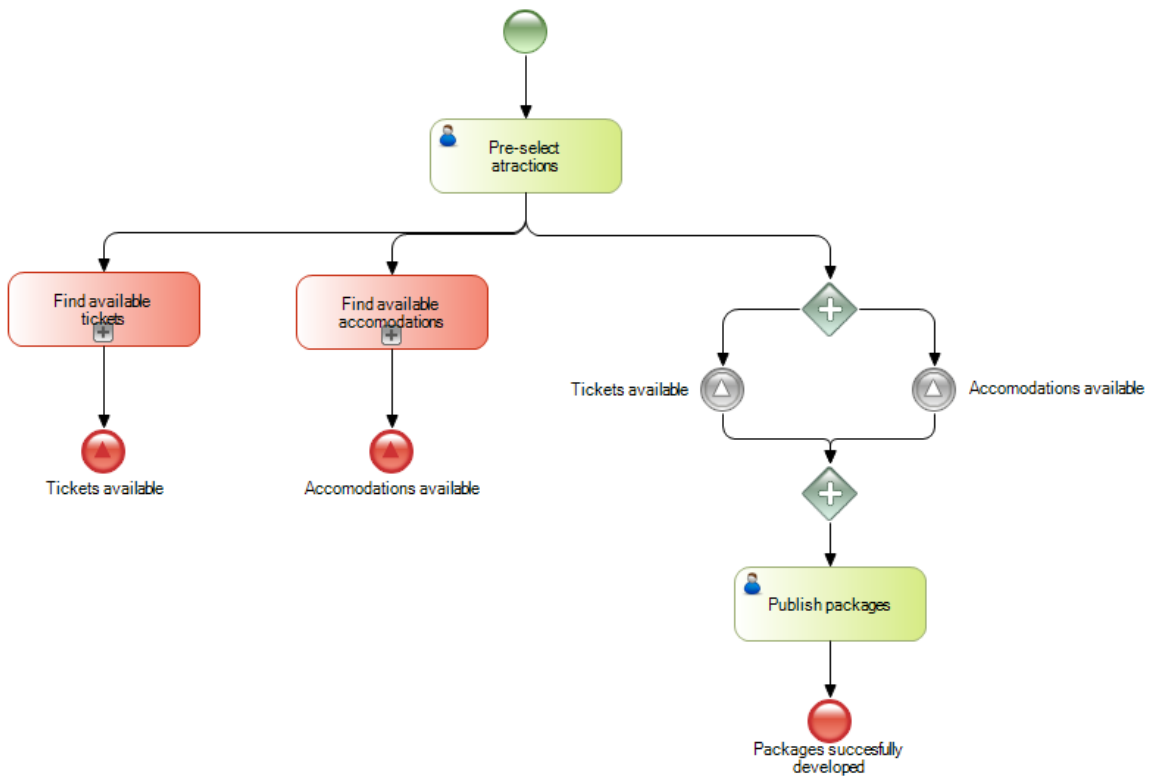 Pre-select
atractions
Find available
tickets
Find available
accomodations
Tickets available
Accomodations available
Tickets available
Accomodations available
Publish packages
Packages succesfully
developed